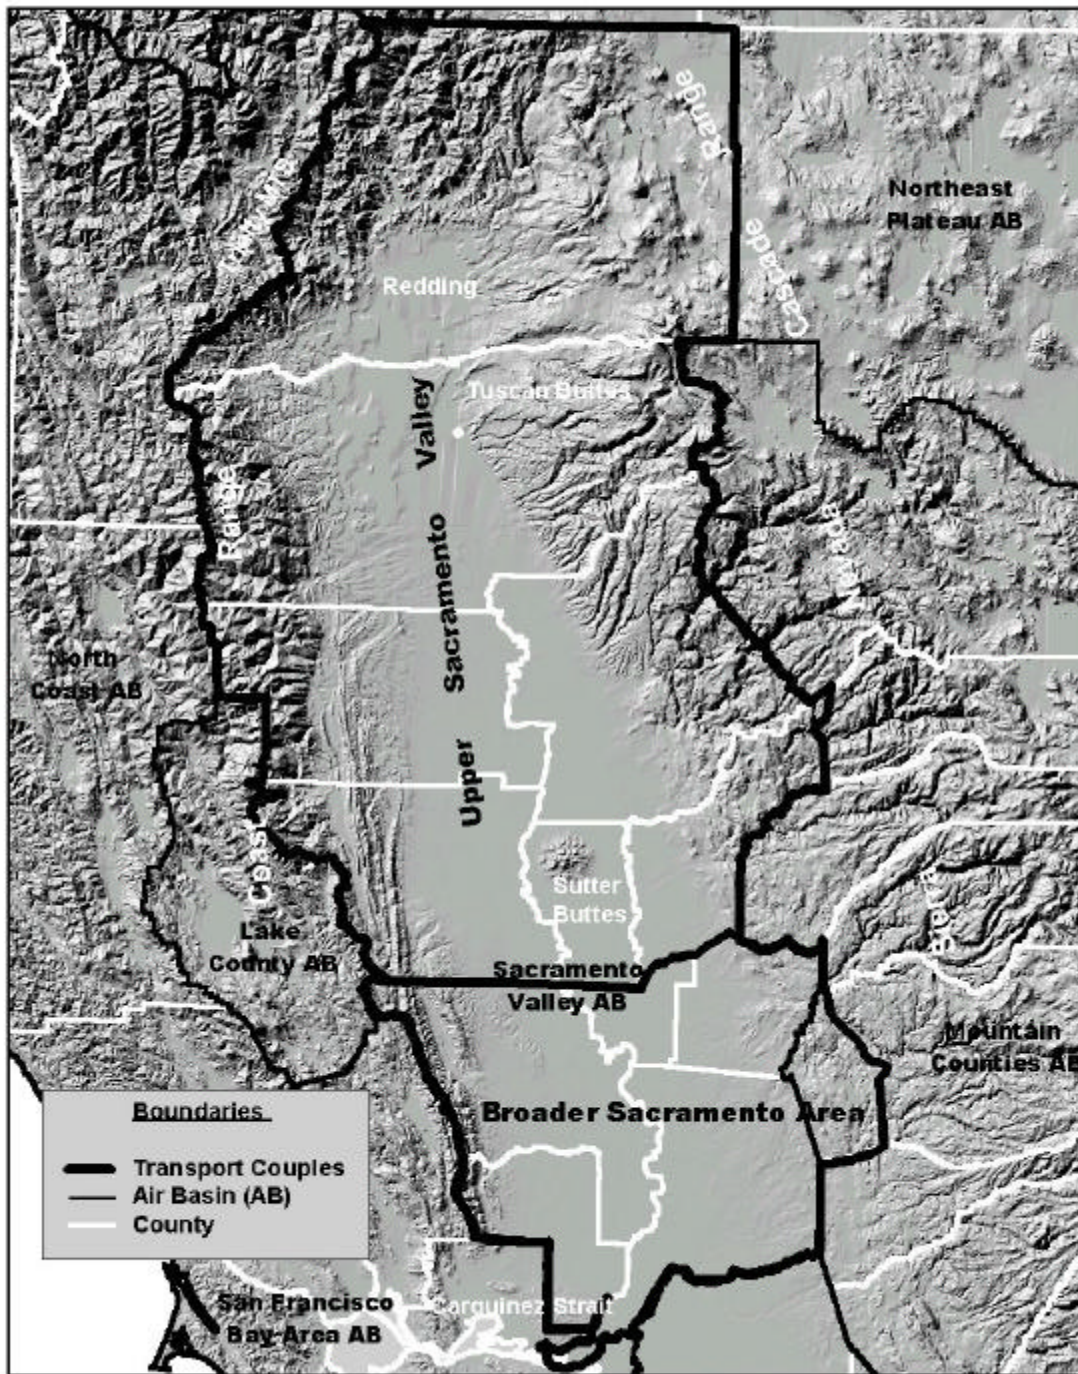 Range
Cascade
Northeast
Plateau AB
Redding
Valley
Tuscan Buttes
Range
Sacramento
North
Coast AB
Upper
Coast
Sutter
Buttes
Sierra
Lake
County AB
Sacramento
Valley AB
Mountain
Counties AB
Broader Sacramento Area
Boundaries
Transport Couples
Air Basin (AB)
County
Carquinez Strait
San Francisco
Bay Area AB